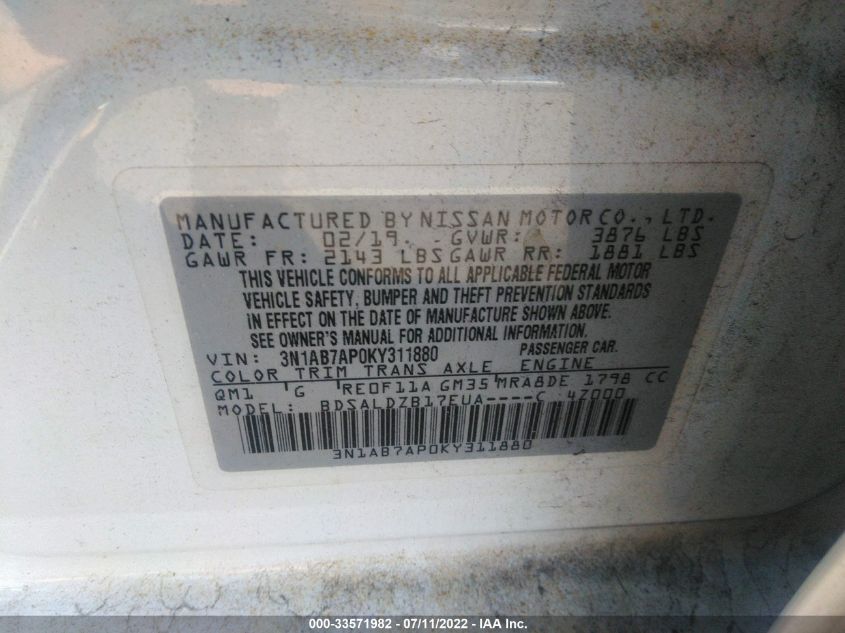 MANUFACTURED BY NISSAN MOTOR CO., LTD.
DATE: 02/19 GVWR: 3876 LBS
GAWR FR: 2143 LBS GAWR RR: 1881 LBS
THIS VEHICLE CONFORMS TO ALL APPLICABLE FEDERAL MOTOR
VEHICLE SAFETY, BUMPER AND THEFT PREVENTION STANDARDS
IN EFFECT ON THE DATE OF MANUFACTURE SHOWN ABOVE.
SEE OWNER'S MANUAL FOR ADDITIONAL INFORMATION.
VIN: 3N1AB7AP0KY311880 PASSENGER CAR.
COLOR TRIM TRANS AXLE ENGINE
QM1 G RE0F11A GM35 MRA8DE 1798 CC
MODEL: BDSALDZB17EUA----C 4Z000
3N1AB7AP0KY311880
000-33571982 - 07/11/2022 - IAA Inc.